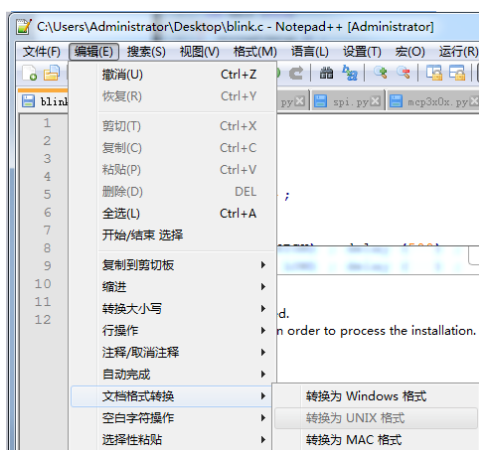 C:\Users\Administrator\Desktop\blink.c - Notepad++ [Administrator]
文件(F) 编辑(E) 搜索(S) 视图(V) 格式(M) 语言(L) 设置(T) 宏(O) 运行(R)
撤消(U) Ctrl+Z
恢复(R) Ctrl+Y
blink py spi.py mcp3x0x.py
1
剪切(T) Ctrl+X
2
复制(C) Ctrl+C
3
粘贴(P) Ctrl+V
4
删除(D) DEL
5 ;
全选(L) Ctrl+A
6
开始/结束 选择
7
8
复制到剪切板
9
缩进
10
转换大小写 d.
11
行操作 n order to process the installation.
12
注释/取消注释
自动完成
文档格式转换 转换为 Windows 格式
空白字符操作 转换为 UNIX 格式
选择性粘贴 转换为 MAC 格式